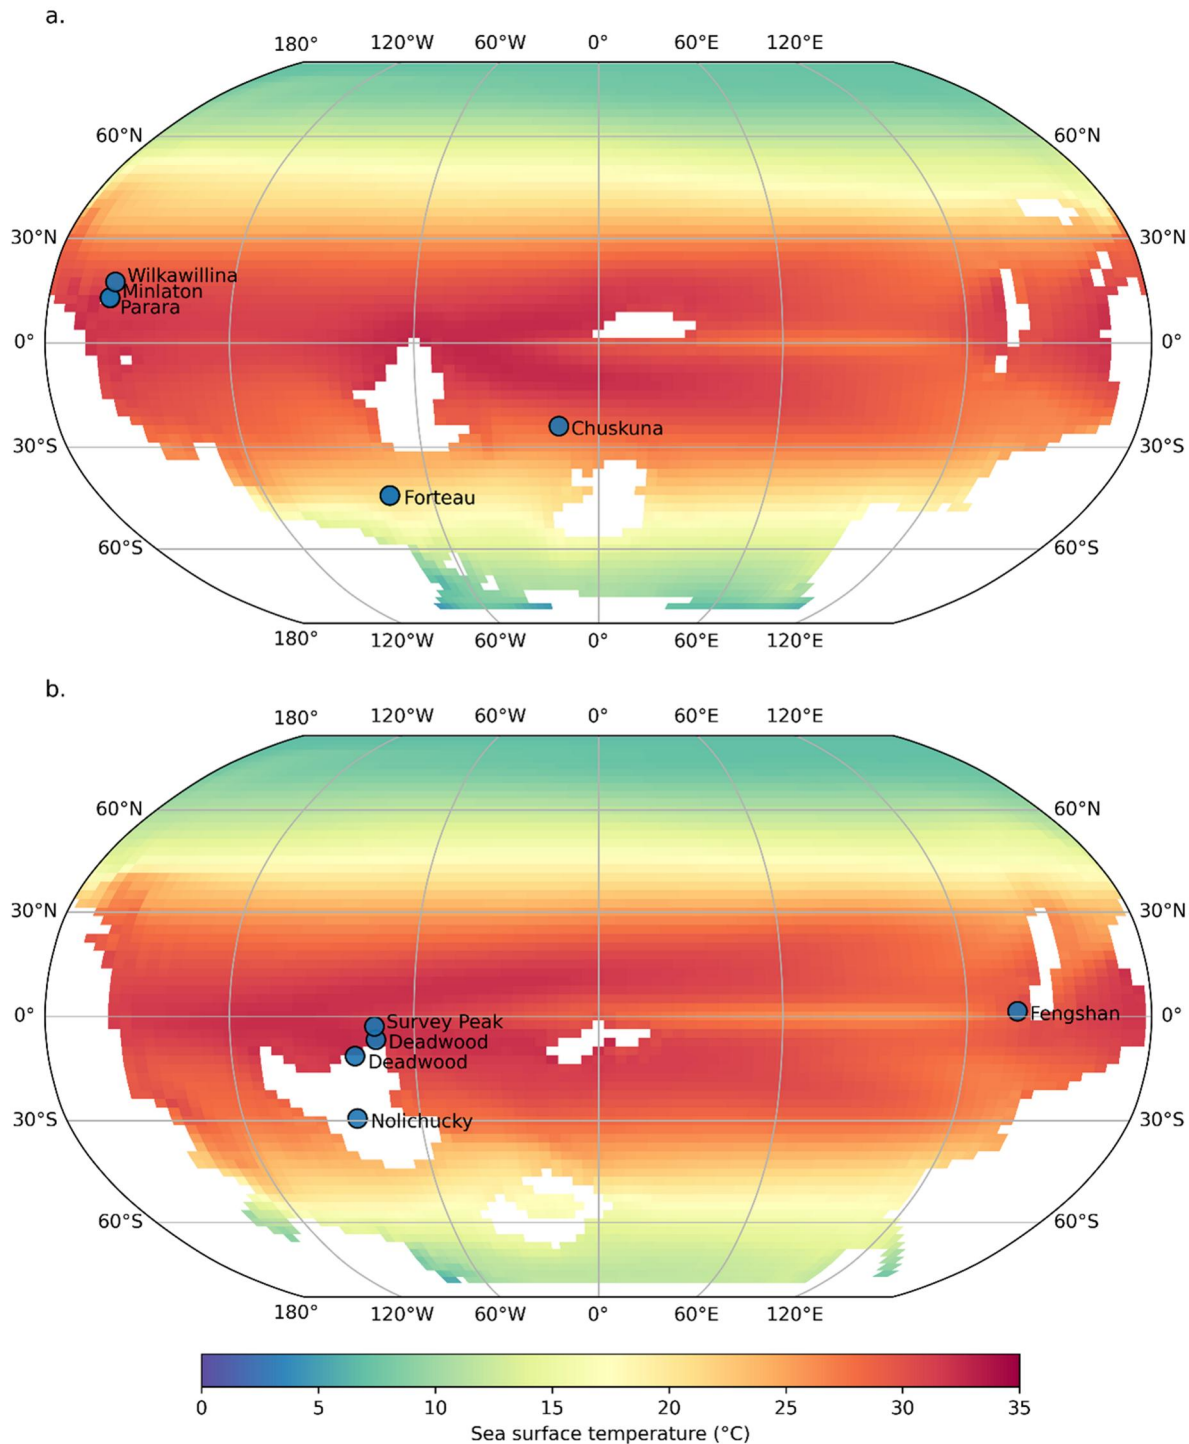 a.
180° 120°W 60°W 0° 60°E 120°E
60°N 60°N
30°N 30°N
Wilkawillina
Minlaton
Parara
0° 0°
Chuskuna
30°S 30°S
Forteau
60°S 60°S
180° 120°W 60°W 0° 60°E 120°E
b.
180° 120°W 60°W 0° 60°E 120°E
60°N 60°N
30°N 30°N
Fengshan
0° 0°
Survey Peak
Deadwood
Deadwood
30°S 30°S
Nolichucky
60°S 60°S
180° 120°W 60°W 0° 60°E 120°E
0 5 10 15 20 25 30 35
Sea surface temperature (°C)